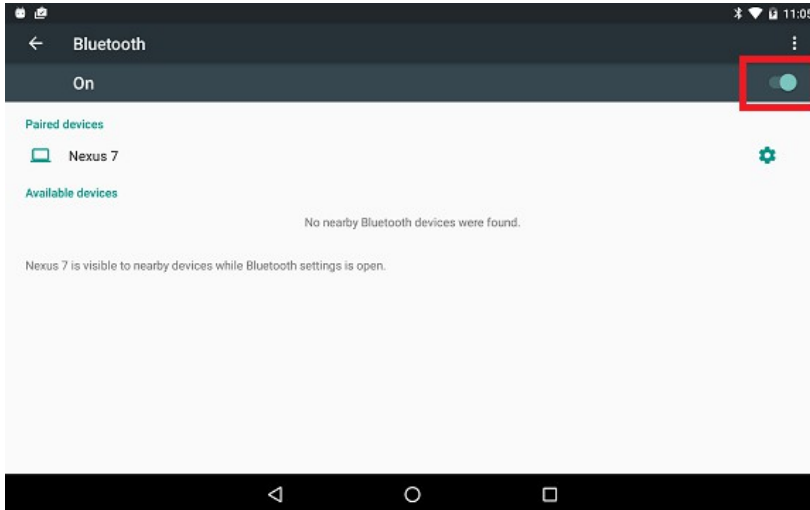 11:05
Bluetooth
On
Paired devices
Nexus 7
Available devices
No nearby Bluetooth devices were found.
Nexus 7 is visible to nearby devices while Bluetooth settings is open.